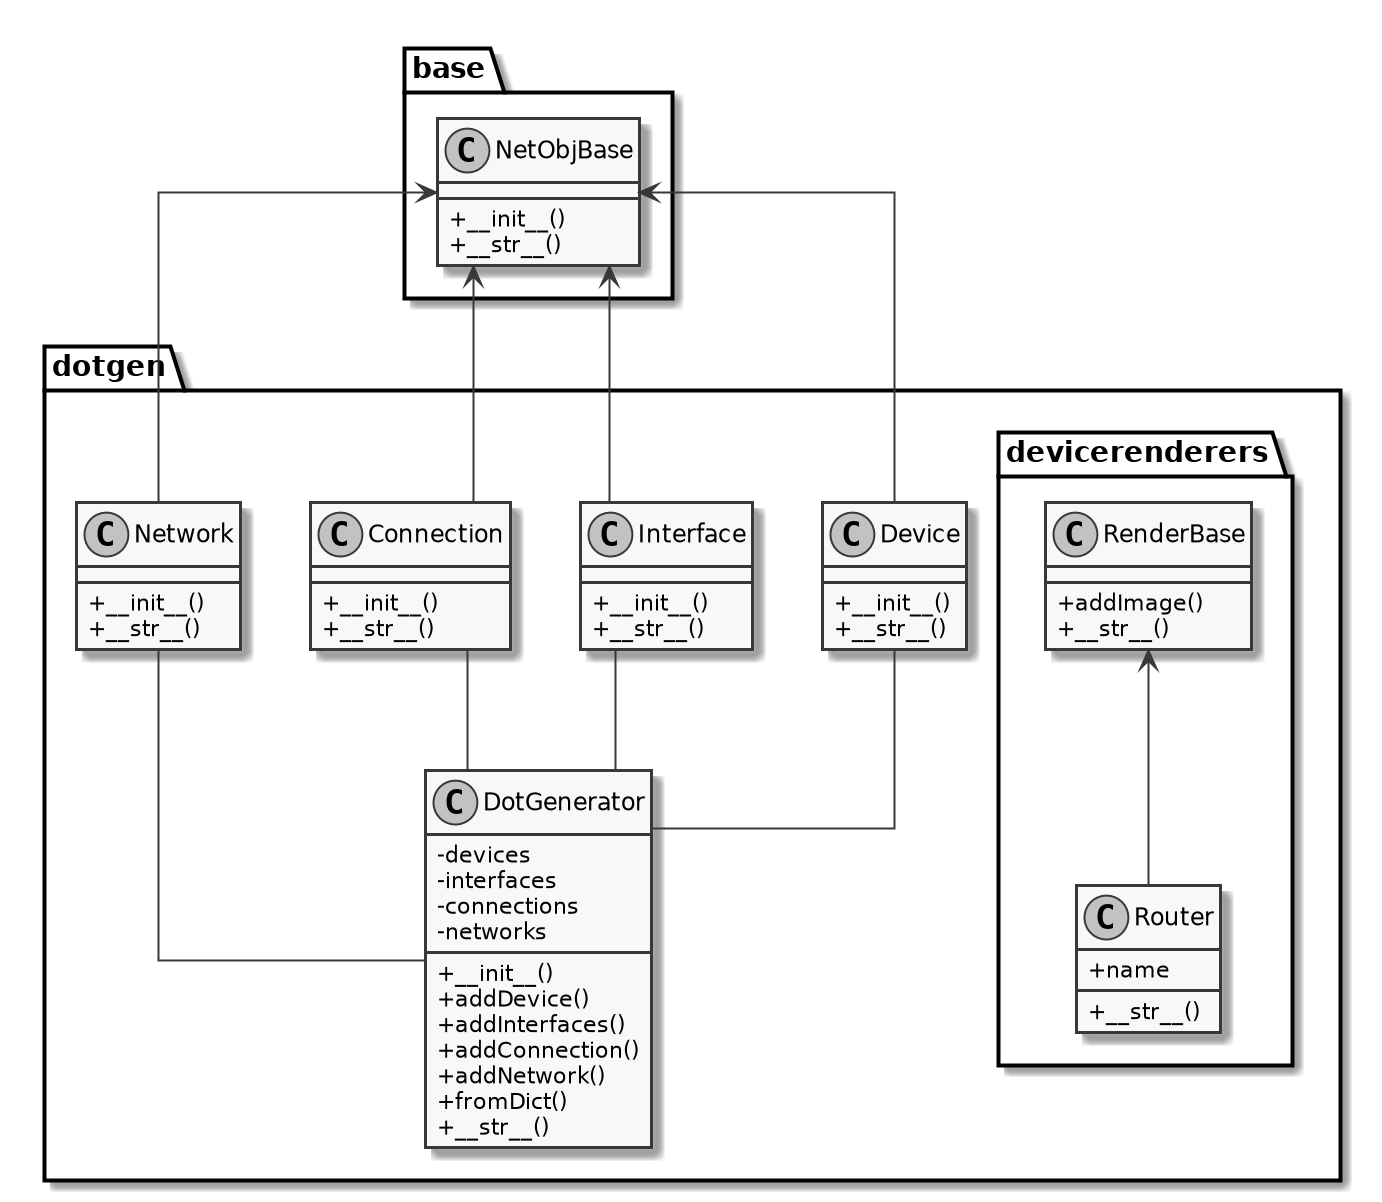 base
C NetObjBase
+__init__()
+__str__()
dotgen
devicerenderers
C Network
+__init__()
+__str__()
C Connection
+__init__()
+__str__()
C Interface
+__init__()
+__str__()
C Device
+__init__()
+__str__()
C RenderBase
+addImage()
+__str__()
C DotGenerator
-devices
-interfaces
-connections
-networks
+__init__()
+addDevice()
+addInterfaces()
+addConnection()
+addNetwork()
+fromDict()
+__str__()
C Router
+name
+__str__()